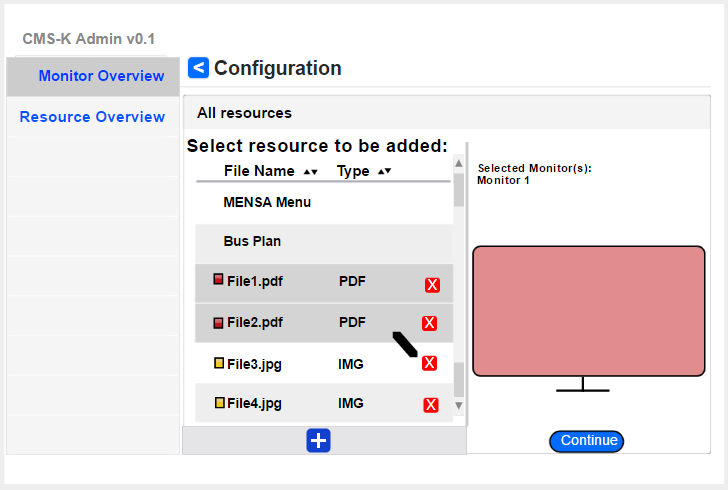 CMS-K Admin v0.1
Monitor Overview
Resource Overview
< Configuration
All resources
Select resource to be added:
File Name Type
MENSA Menu
Bus Plan
File1.pdf PDF X
File2.pdf PDF X
File3.jpg IMG X
File4.jpg IMG X
+
Selected Monitor(s):
Monitor 1
Continue